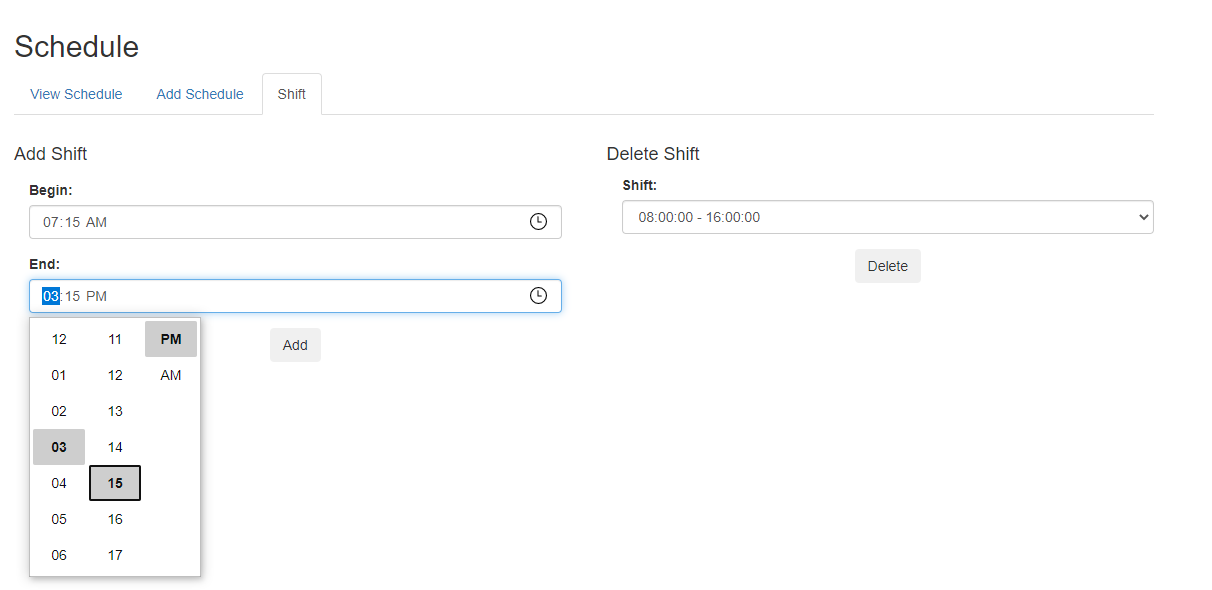 Schedule
View Schedule Add Schedule Shift
Add Shift
Begin:
07:15 AM
End:
03:15 PM
12 11 PM
01 12 AM
02 13
03 14
04 15
05 16
06 17
Add
Delete Shift
Shift:
08:00:00 - 16:00:00
Delete